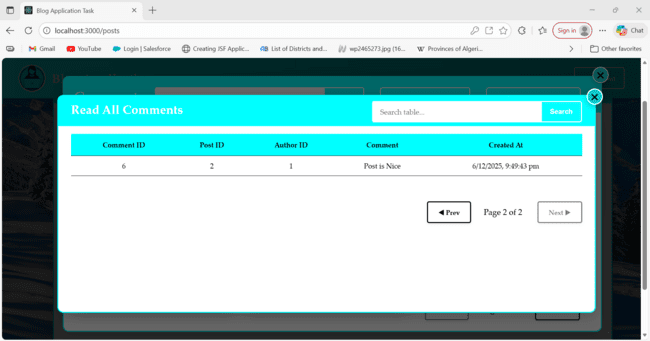 Blog Application Task
localhost:3000/posts
Sign in
Chat
Gmail
YouTube
Login | Salesforce
Creating JSF Applic...
List of Districts and...
wp2465273.jpg (16...
Provinces of Algeri...
Other favorites
Read All Comments
Search table...
Search
Comment ID Post ID Author ID Comment Created At
6 2 1 Post is Nice 6/12/2025, 9:49:43 pm
◀ Prev Page 2 of 2 Next ▶